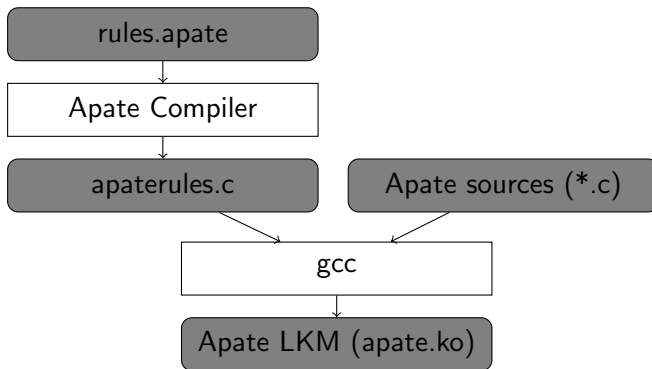 rules.apate
Apate Compiler
apaterules.c
Apate sources (*.c)
gcc
Apate LKM (apate.ko)